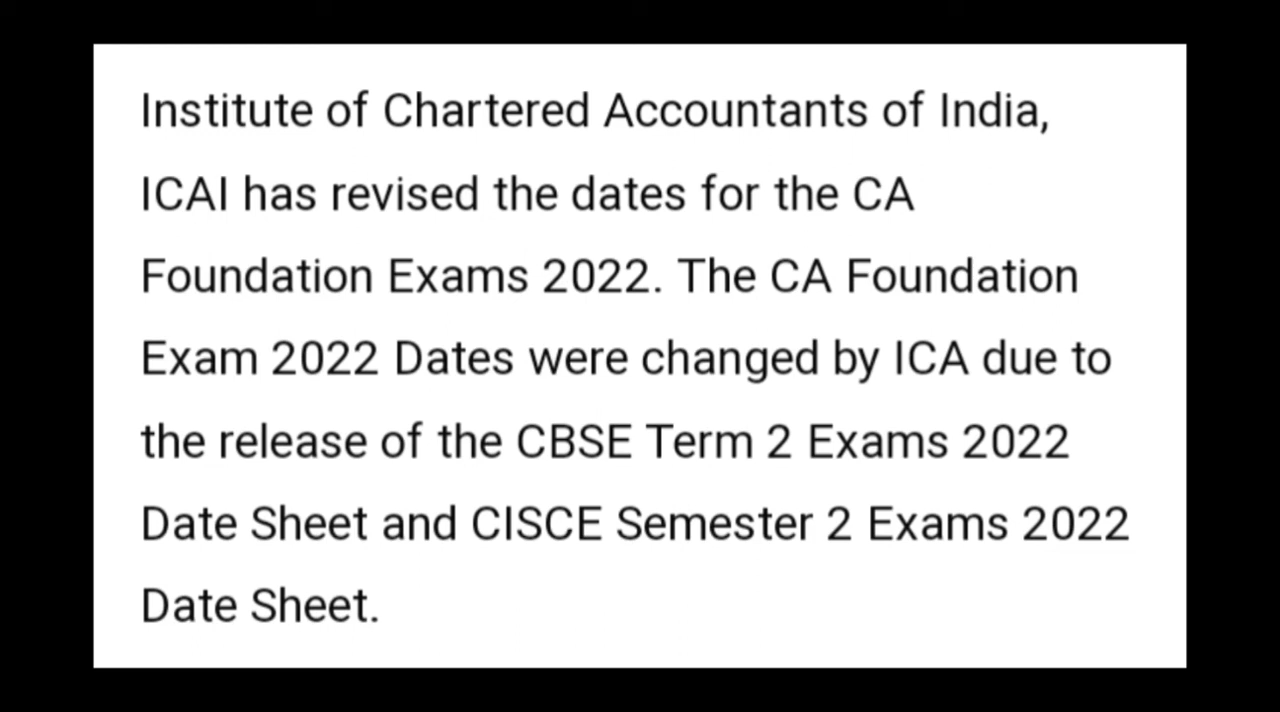 Institute of Chartered Accountants of India,
ICAI has revised the dates for the CA
Foundation Exams 2022. The CA Foundation
Exam 2022 Dates were changed by ICA due to
the release of the CBSE Term 2 Exams 2022
Date Sheet and CISCE Semester 2 Exams 2022
Date Sheet.